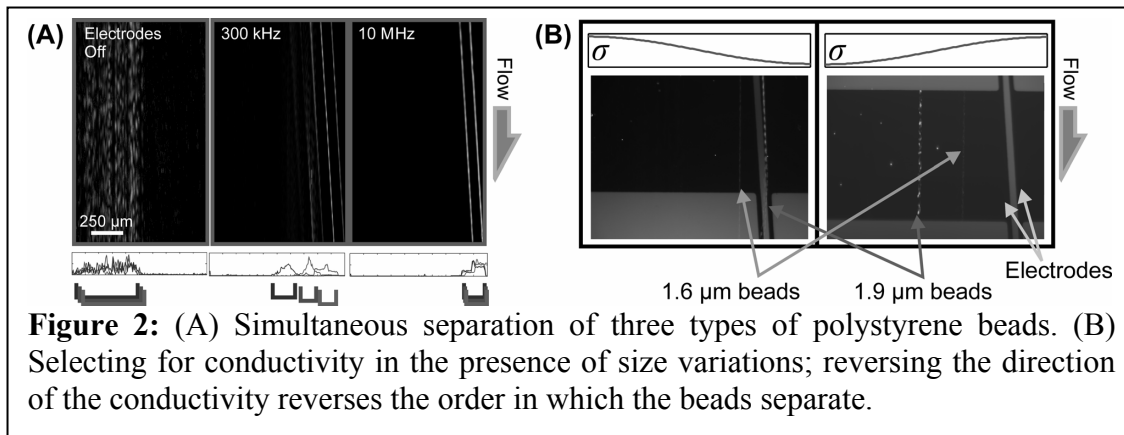 (A)
Electrodes
Off
300 kHz
10 MHz
250 µm
Flow
(B)
σ
σ
Flow
Electrodes
1.6 µm beads
1.9 µm beads
Figure 2: (A) Simultaneous separation of three types of polystyrene beads. (B)
Selecting for conductivity in the presence of size variations; reversing the direction
of the conductivity reverses the order in which the beads separate.